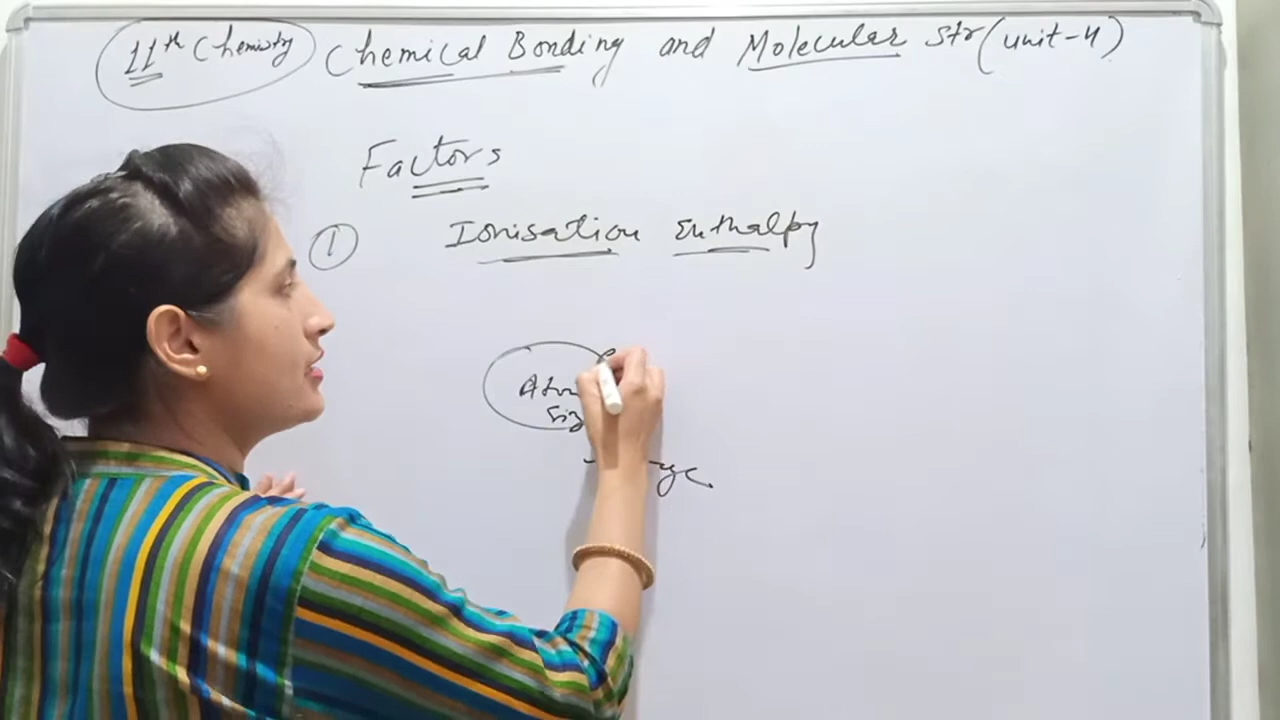 11th Chemistry Chemical Bonding and Molecular Str (unit-4)
Factors
1 Ionisation Enthalpy